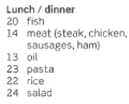 Lunch / dinner
20 fish
14 meat (steak, chicken,
sausages, ham)
13 oil
23 pasta
22 rice
24 salad